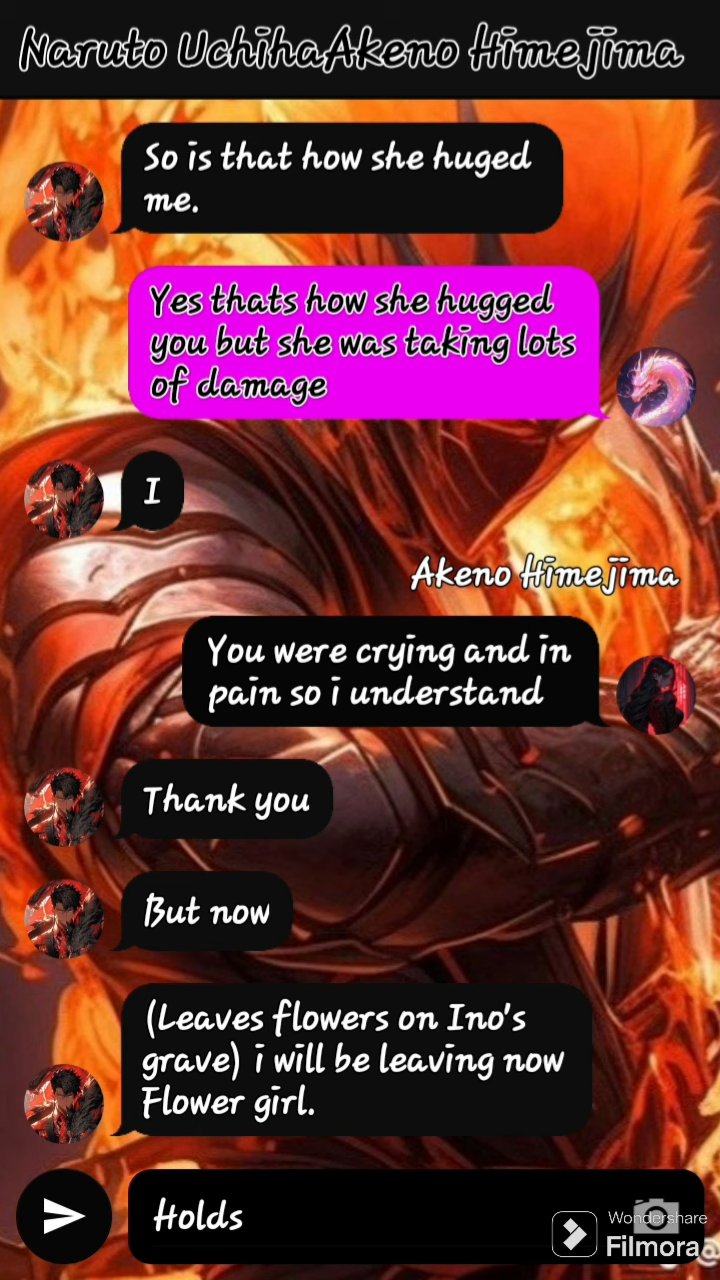 Naruto UchihaAkeno Himejima
So is that how she huged
me.
Yes thats how she hugged
you but she was taking lots
of damage
I
Akeno Himejima
You were crying and in
pain so i understand
Thank you
But now
(Leaves flowers on Ino's
grave) i will be leaving now
Flower girl.
Holds
Wondershare
Filmora
@